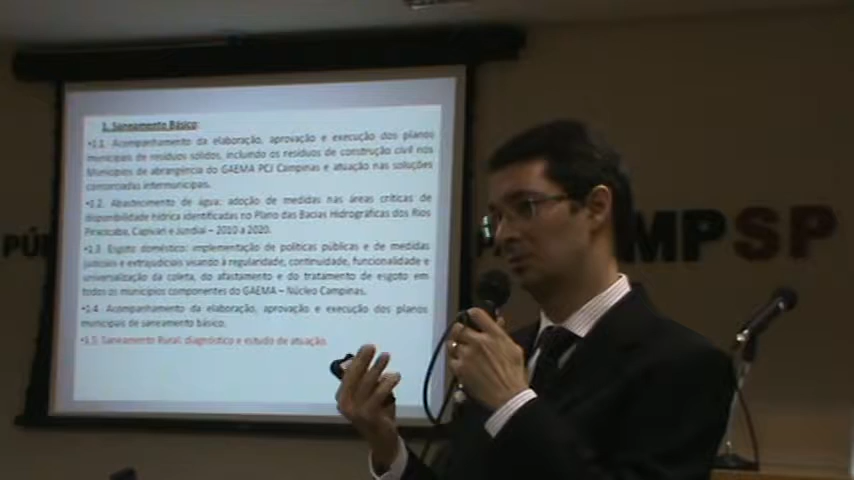 1. Saneamento Básico:
•1.1. Acompanhamento da elaboração, aprovação e execução dos planos
municipais de resíduos sólidos, incluindo os resíduos de construção civil nos
Municípios de abrangência do GAEMA PCJ Campinas e atuação nas soluções
consorciadas intermunicipais.
•1.2. Abastecimento de água: adoção de medidas nas áreas críticas de
disponibilidade hídrica identificadas no Plano das Bacias Hidrográficas dos Rios
Piracicaba, Capivari e Jundiaí – 2010 a 2020.
•1.3. Esgoto doméstico: implementação de políticas públicas e de medidas
judiciais e extrajudiciais visando à regularidade, continuidade, funcionalidade e
universalização da coleta, do afastamento e do tratamento de esgoto em
todos os municípios componentes do GAEMA – Núcleo Campinas.
•1.4. Acompanhamento da elaboração, aprovação e execução dos planos
municipais de saneamento básico.
•1.5. Saneamento Rural: diagnóstico e estudo de atuação.
PÚ
MPSP